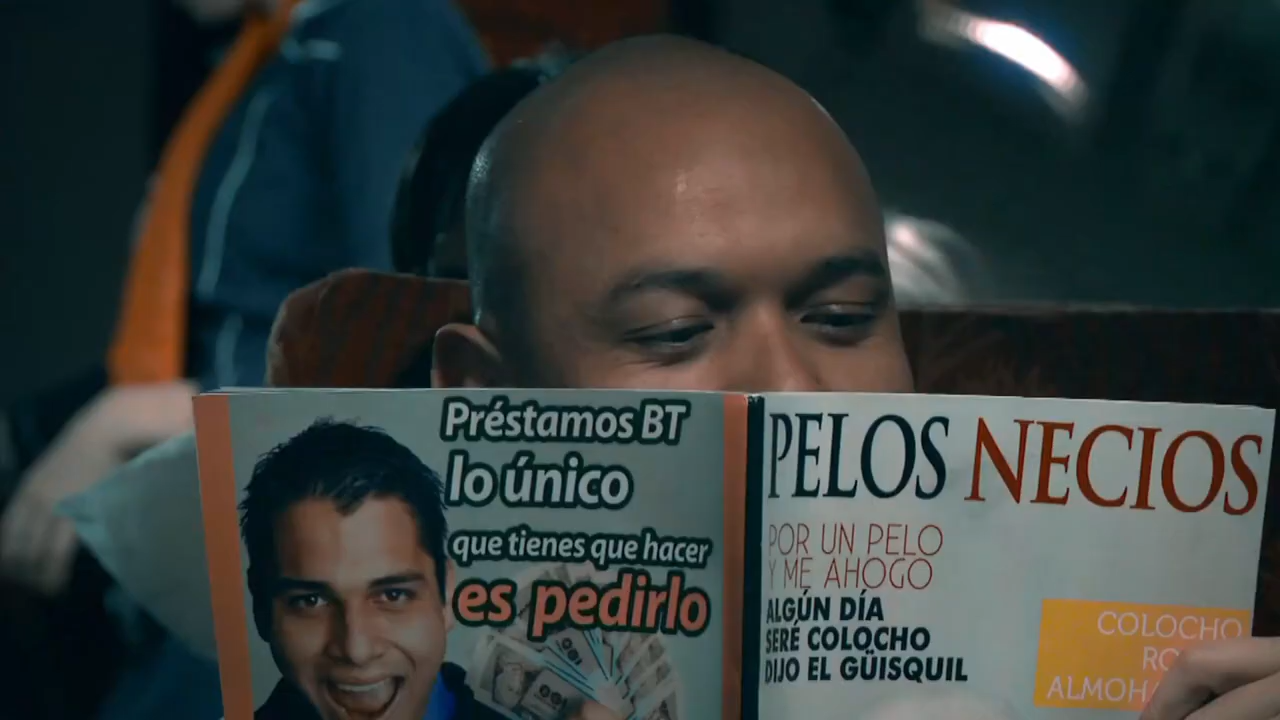 Préstamos BT
lo único
que tienes que hacer
es pedirlo
PELOS NECIOS
POR UN PELO
Y ME AHOGO
ALGÚN DÍA
SERÉ COLOCHO
DIJO EL GÜISQUIL
COLOCHO